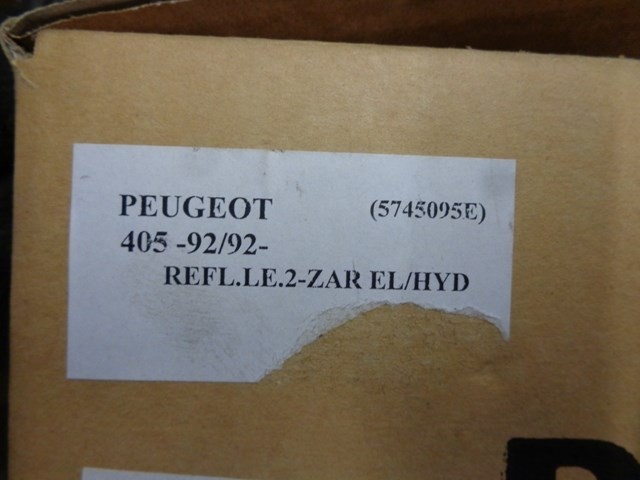 PEUGEOT (5745095E)
405 -92/92-
REFL.LE.2-ZAR EL/HYD